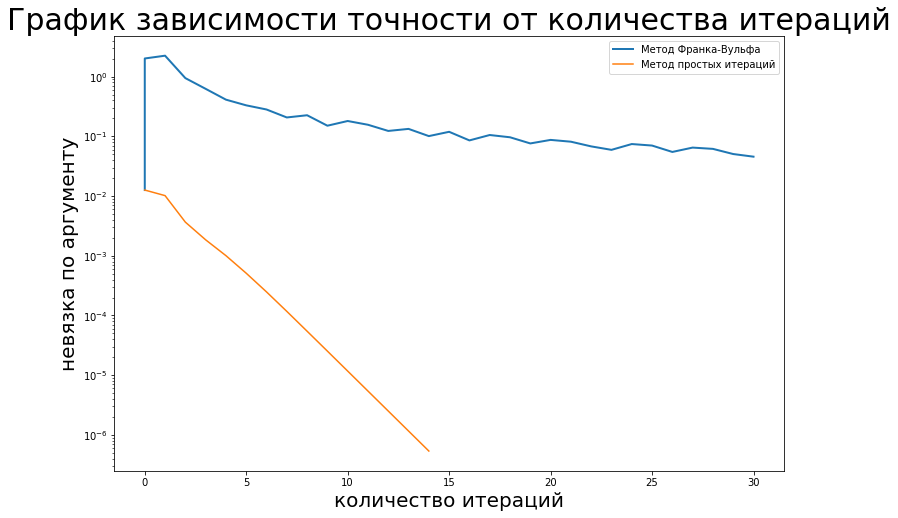 График зависимости точности от количества итераций
Метод Франка-Вульфа
Метод простых итераций
невязка по аргументу
10⁰
10⁻¹
10⁻²
10⁻³
10⁻⁴
10⁻⁵
10⁻⁶
0 5 10 15 20 25 30
количество итераций